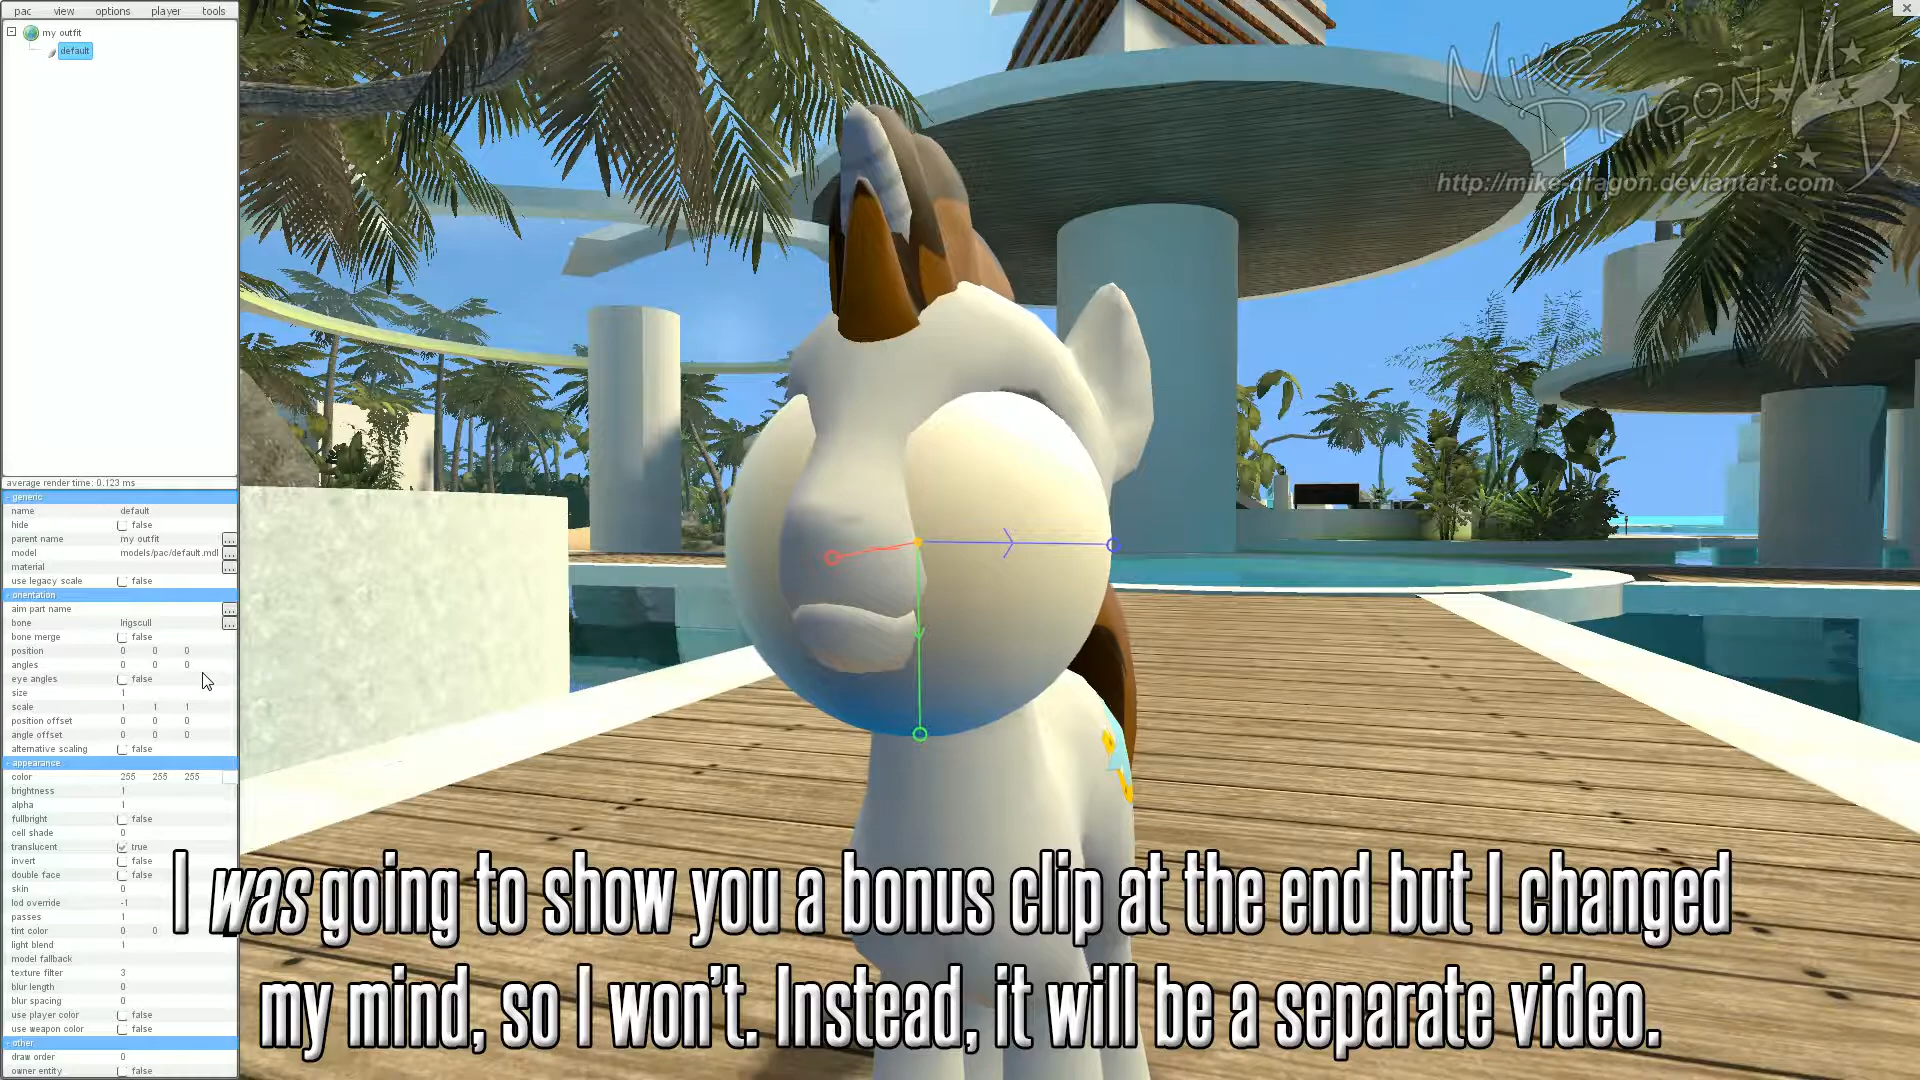 pac view options player tools
my outfit
default
average render time: 0.123 ms
generic
name default
hide false
parent name my outfit ...
model models/pac/default.mdl ...
material ...
use legacy scale false
orientation
aim part name ...
bone lrigscull ...
bone merge false
position 0 0 0
angles 0 0 0
eye angles false
size 1
scale 1 1 1
position offset 0 0 0
angle offset 0 0 0
alternative scaling false
appearance
color 255 255 255
brightness 1
alpha 1
fullbright false
cell shade 0
translucent true
invert false
double face false
skin 0
lod override -1
passes 1
tint color 0 0
light blend 1
model fallback
texture filter 3
blur length 0
blur spacing 0
use player color false
use weapon color false
other
draw order 0
owner entity false
MIKE
DRAGON
http://mike-dragon.deviantart.com
I was going to show you a bonus clip at the end but I changed
my mind, so I won't. Instead, it will be a separate video.